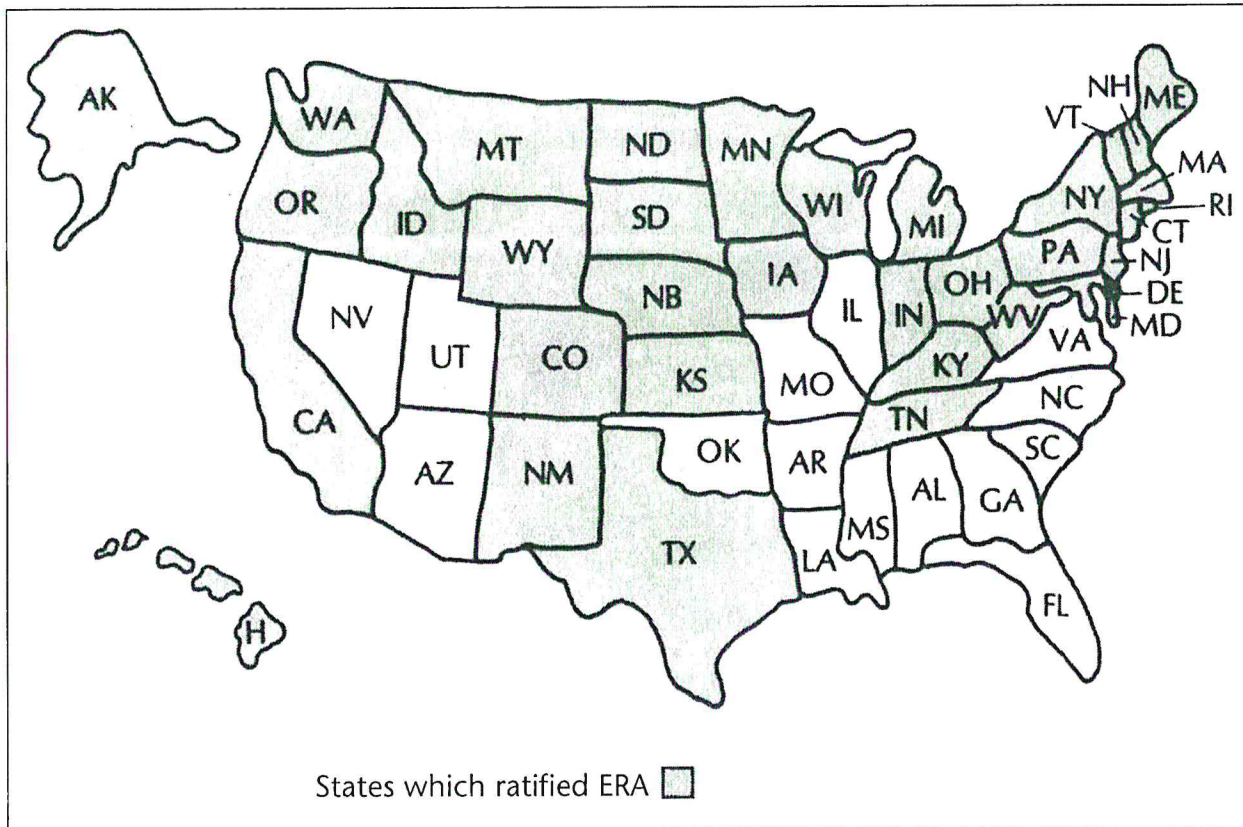 AK
WA
MT
ND
MN
VT
NH
ME
MA
RI
CT
NJ
DE
MD
OR
ID
WY
SD
WI
MI
NY
PA
NV
UT
CO
NB
IA
IL
IN
OH
WV
VA
CA
KS
MO
KY
NC
AZ
NM
OK
AR
TN
SC
TX
LA
MS
AL
GA
FL
H
States which ratified ERA